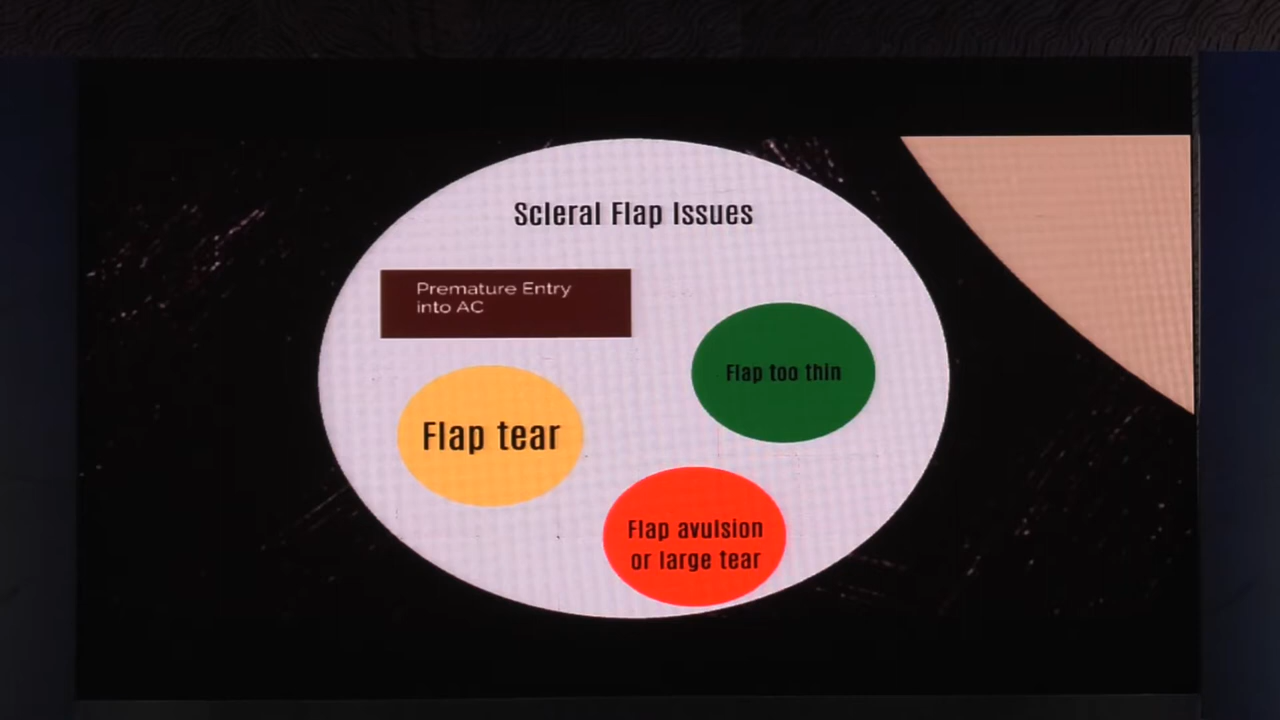 Scleral Flap Issues
Premature Entry
into AC
Flap too thin
Flap tear
Flap avulsion
or large tear